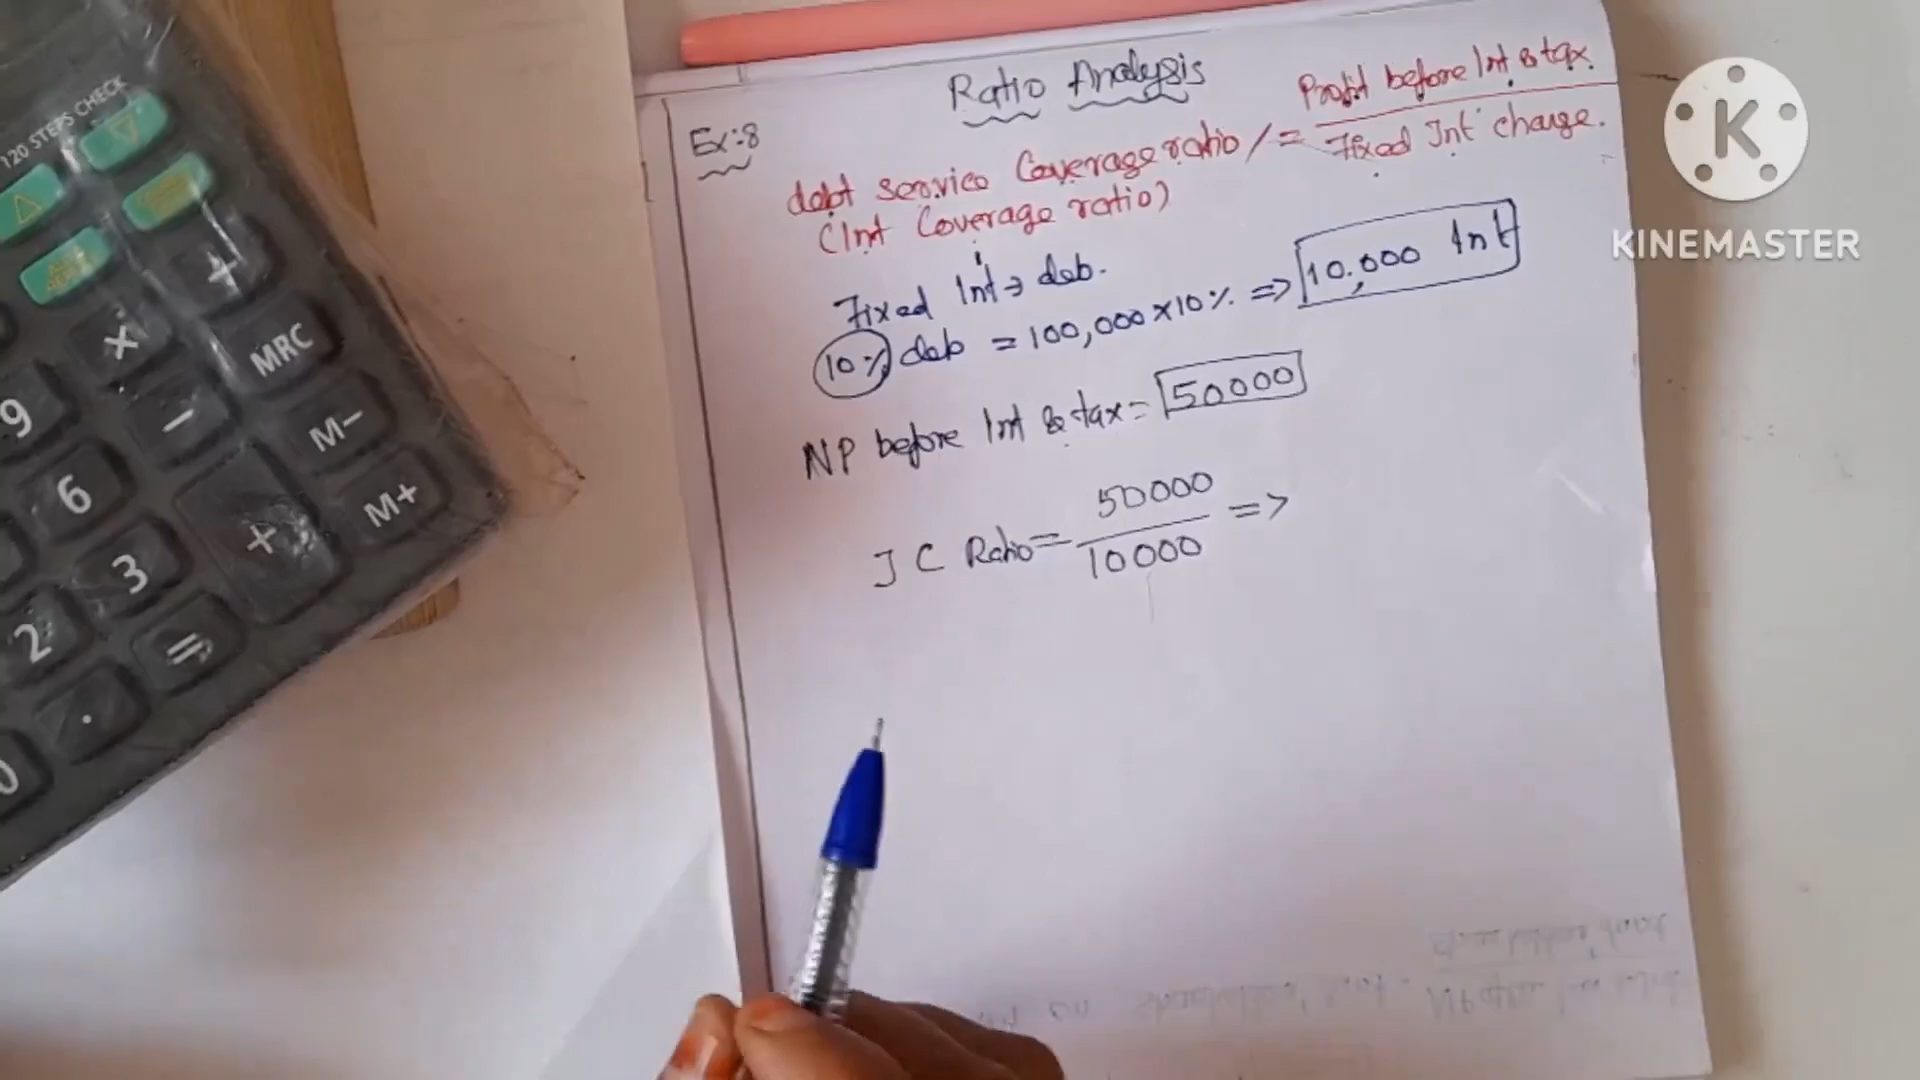 120 STEPS CHECK
Ratio Analysis
Ex:8
debt service Coverage ratio / = Profit before Int & tax
Fixed Int charge.
(Int Coverage ratio)
Fixed Int → deb.
10% deb = 100,000 × 10% => 10,000 Int
NP before Int & tax = 50000
I C Ratio = 50000 =>
10000
K
KINEMASTER
+
× MRC
9 − M−
6 + M+
3
2 =
.
0